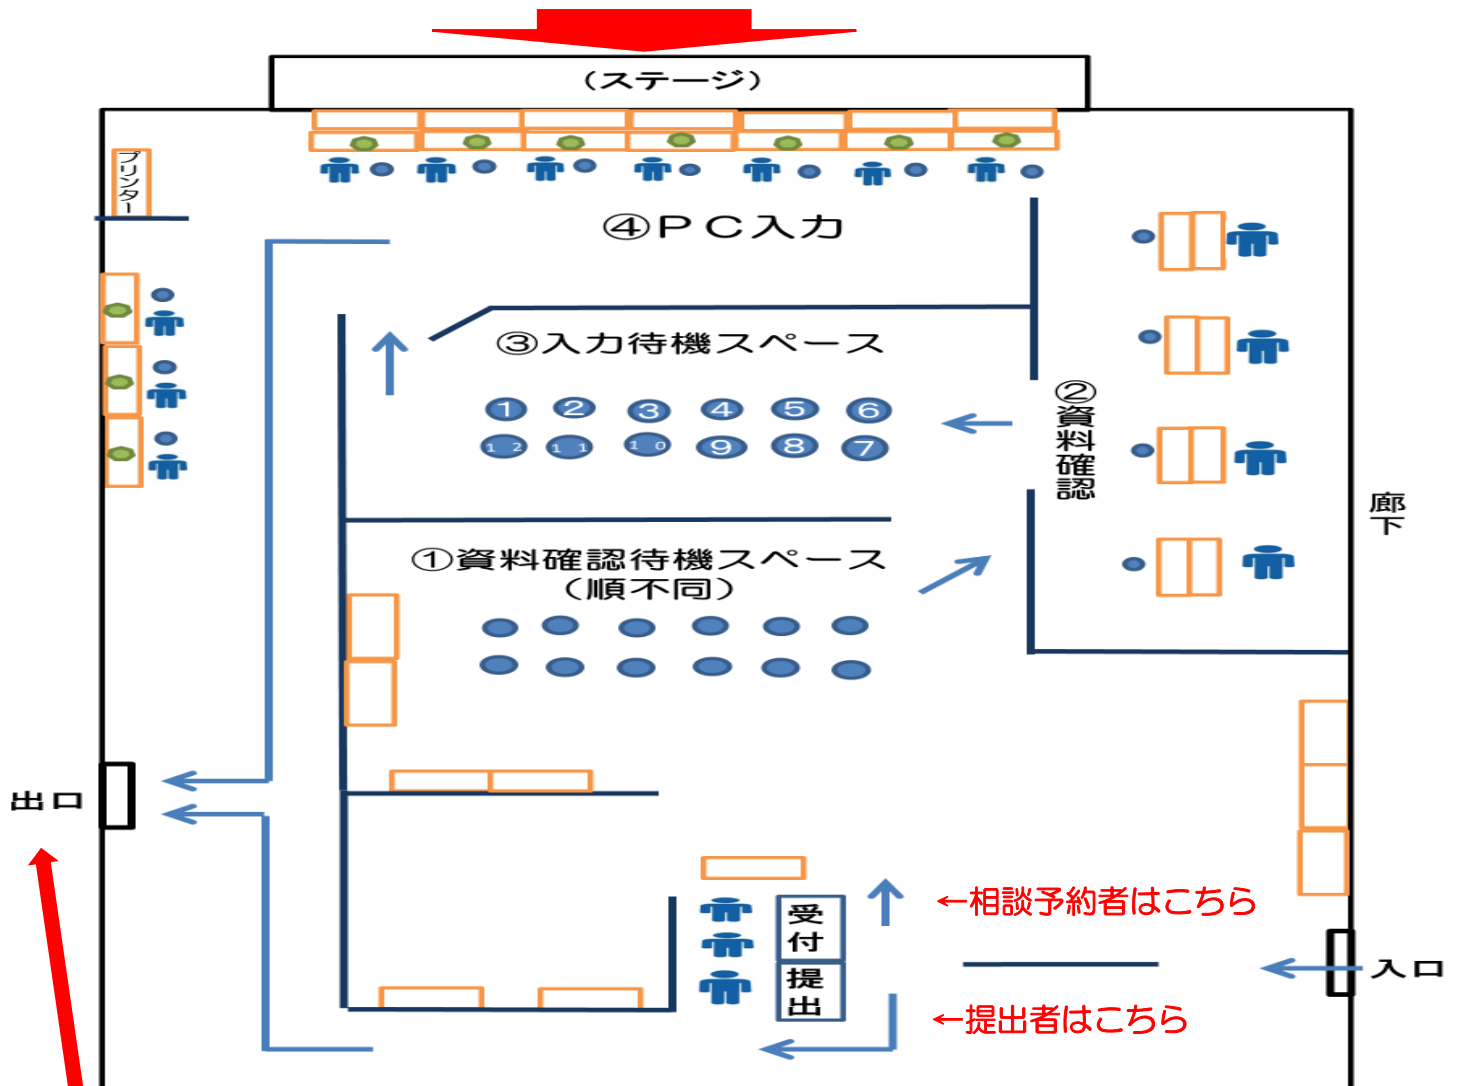 （ステージ）
プリンター
④ＰＣ入力
③入力待機スペース
1 2 3 4 5 6
12 11 10 9 8 7
②資料確認
廊下
①資料確認待機スペース
（順不同）
出口
受付
←相談予約者はこちら
入口
提出
←提出者はこちら